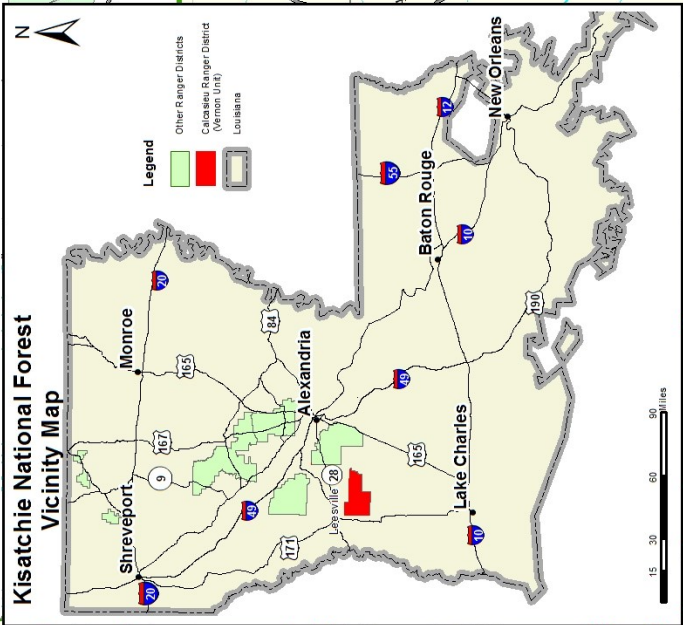 Kisatchie National Forest
Vicinity Map
N
Legend
Other Ranger Districts
Calcasieu Ranger District
(Vernon Unit)
Louisiana
Shreveport
Monroe
20
20
9
167
165
84
49
171
Alexandria
Leesville
28
165
49
Lake Charles
10
190
Baton Rouge
10
55
12
New Orleans
15
30
60
90
Miles